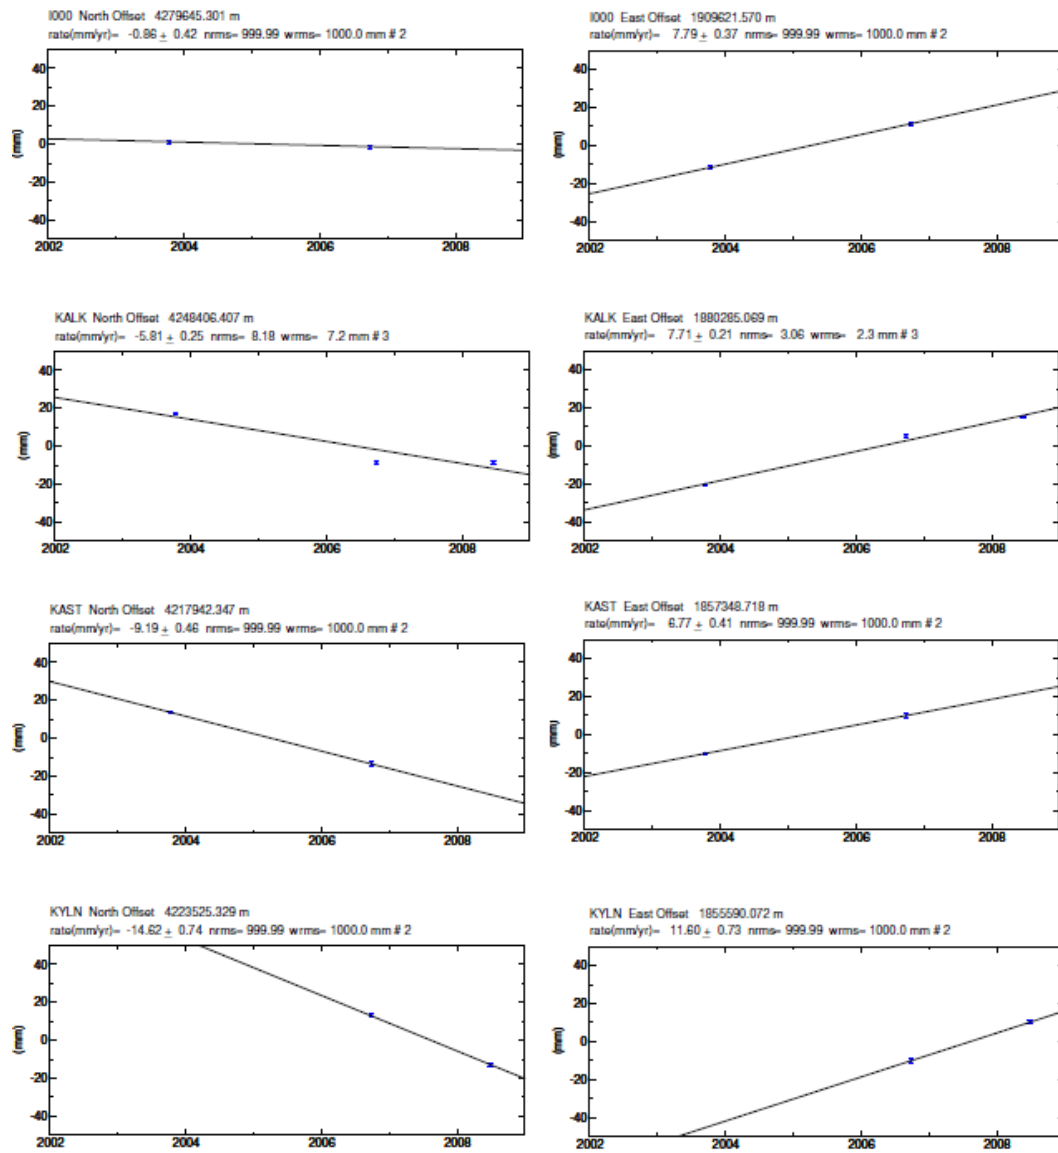 I000 North Offset 4279645.301 m
rate(mm/yr)= -0.86 ± 0.42 nrms= 999.99 wrms= 1000.0 mm # 2
40
20
0
-20
-40
(mm)
2002 2004 2006 2008
I000 East Offset 1909621.570 m
rate(mm/yr)= 7.79 ± 0.37 nrms= 999.99 wrms= 1000.0 mm # 2
40
20
0
-20
-40
(mm)
2002 2004 2006 2008
KALK North Offset 4248406.407 m
rate(mm/yr)= -5.81 ± 0.25 nrms= 8.18 wrms= 7.2 mm # 3
40
20
0
-20
-40
(mm)
2002 2004 2006 2008
KALK East Offset 1880285.069 m
rate(mm/yr)= 7.71 ± 0.21 nrms= 3.06 wrms= 2.3 mm # 3
40
20
0
-20
-40
(mm)
2002 2004 2006 2008
KAST North Offset 4217942.347 m
rate(mm/yr)= -9.19 ± 0.46 nrms= 999.99 wrms= 1000.0 mm # 2
40
20
0
-20
-40
(mm)
2002 2004 2006 2008
KAST East Offset 1857348.718 m
rate(mm/yr)= 6.77 ± 0.41 nrms= 999.99 wrms= 1000.0 mm # 2
40
20
0
-20
-40
(mm)
2002 2004 2006 2008
KYLN North Offset 4223525.329 m
rate(mm/yr)= -14.62 ± 0.74 nrms= 999.99 wrms= 1000.0 mm # 2
40
20
0
-20
-40
(mm)
2002 2004 2006 2008
KYLN East Offset 1855590.072 m
rate(mm/yr)= 11.60 ± 0.73 nrms= 999.99 wrms= 1000.0 mm # 2
40
20
0
-20
-40
(mm)
2002 2004 2006 2008